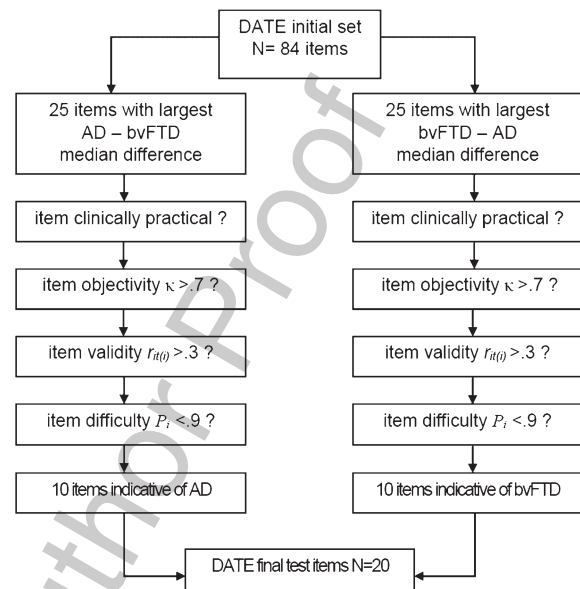 DATE initial set
N= 84 items
25 items with largest
AD – bvFTD
median difference
25 items with largest
bvFTD – AD
median difference
item clinically practical ?
item clinically practical ?
item objectivity κ >.7 ?
item objectivity κ >.7 ?
item validity rit(i) >.3 ?
item validity rit(i) >.3 ?
item difficulty Pi <.9 ?
item difficulty Pi <.9 ?
10 items indicative of AD
10 items indicative of bvFTD
DATE final test items N=20
uthor Proof